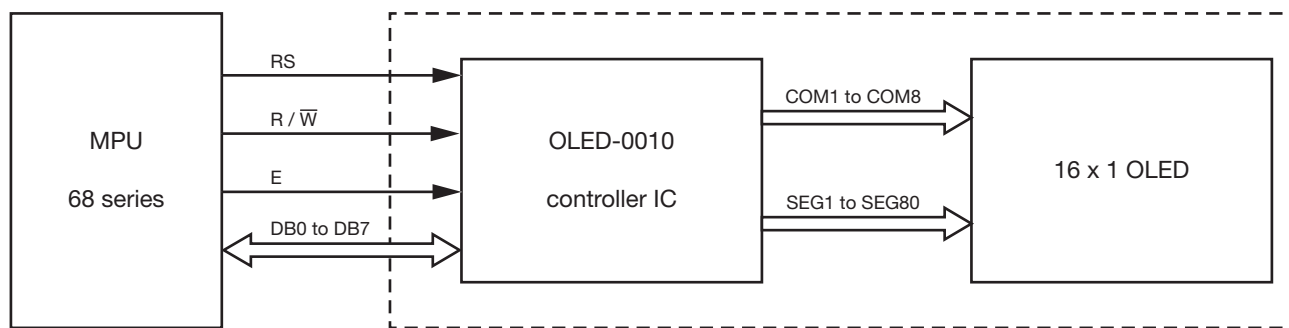 MPU
68 series
RS
R / W̅
E
DB0 to DB7
OLED-0010
controller IC
COM1 to COM8
SEG1 to SEG80
16 x 1 OLED